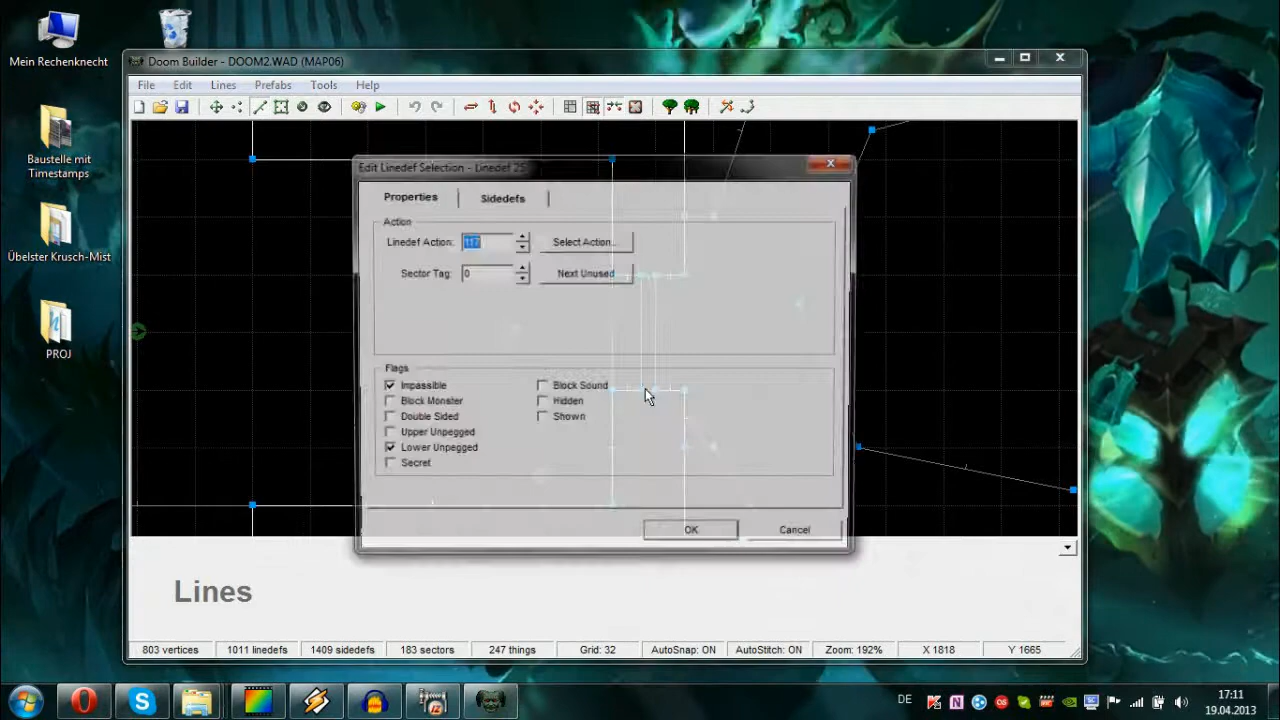 Mein Rechenknecht
Baustelle mit
Timestamps
Übelster Krusch-Mist
PROJ
Doom Builder - DOOM2.WAD (MAP06)
File Edit Lines Prefabs Tools Help
Edit Linedef Selection - Linedef 25
Properties Sidedefs
Action
Linedef Action: 117 Select Action...
Sector Tag: 0 Next Unused
Flags
Impassible Block Sound
Block Monster Hidden
Double Sided Shown
Upper Unpegged
Lower Unpegged
Secret
OK Cancel
Lines
803 vertices 1011 linedefs 1409 sidedefs 183 sectors 247 things Grid: 32 AutoSnap: ON AutoStitch: ON Zoom: 192% X 1818 Y 1665
DE
17:11
19.04.2013